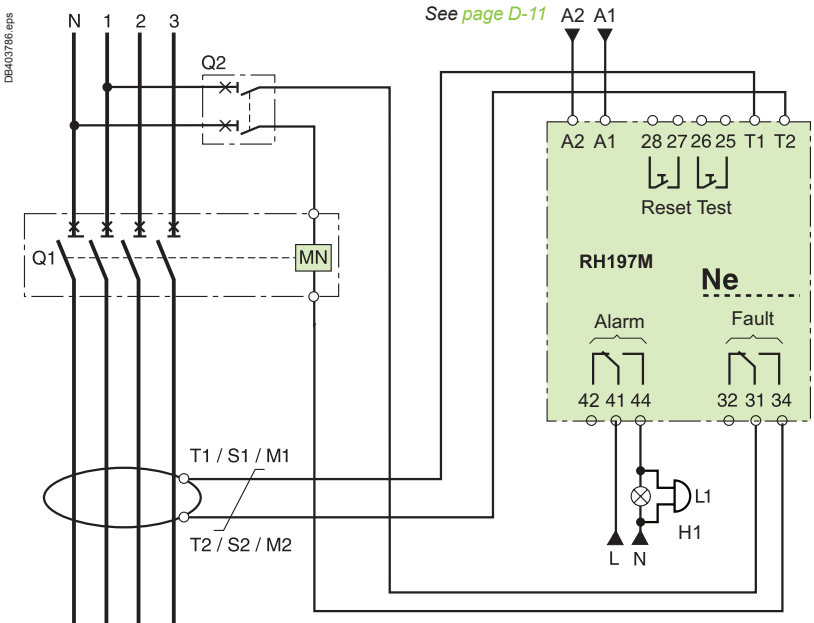 DB403786.eps
See page D-11
A2 A1
N 1 2 3
Q2
A2 A1 28 27 26 25 T1 T2
Reset Test
Q1
MN
RH197M
Ne
Alarm
Fault
42 41 44
32 31 34
T1 / S1 / M1
T2 / S2 / M2
L1
H1
L N